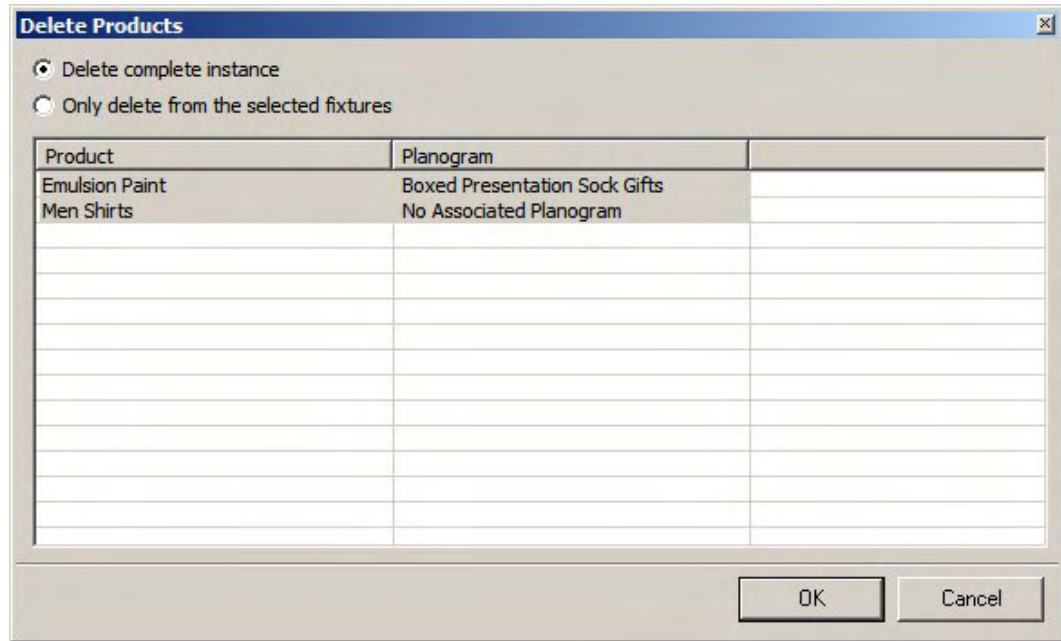 Delete Products
Delete complete instance
Only delete from the selected fixtures
Product Planogram
Emulsion Paint Boxed Presentation Sock Gifts
Men Shirts No Associated Planogram
OK Cancel